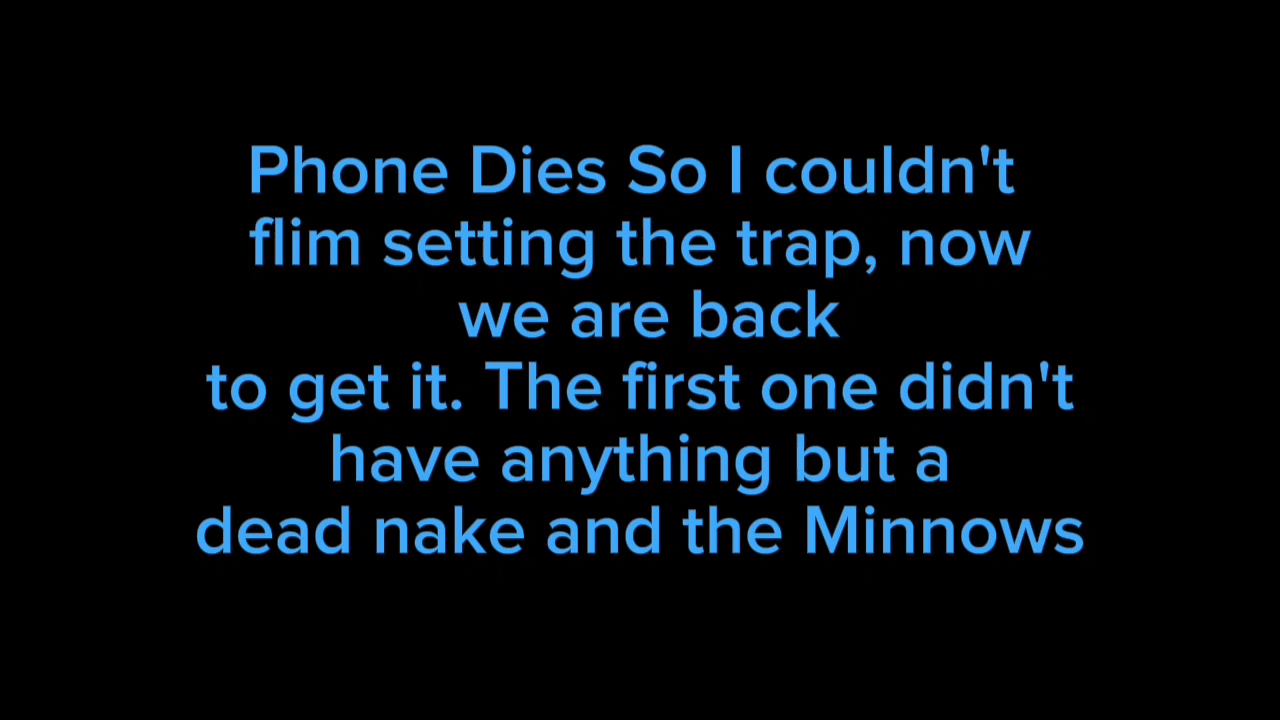 Phone Dies So I couldn't
flim setting the trap, now
we are back
to get it. The first one didn't
have anything but a
dead nake and the Minnows